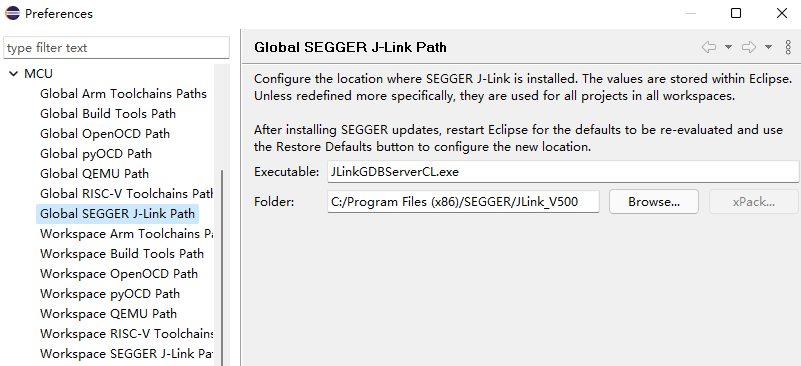 Preferences
type filter text
MCU
Global Arm Toolchains Paths
Global Build Tools Path
Global OpenOCD Path
Global pyOCD Path
Global QEMU Path
Global RISC-V Toolchains Path
Global SEGGER J-Link Path
Workspace Arm Toolchains Pa
Workspace Build Tools Path
Workspace OpenOCD Path
Workspace pyOCD Path
Workspace QEMU Path
Workspace RISC-V Toolchains
Workspace SEGGER J-Link Pat
Global SEGGER J-Link Path
Configure the location where SEGGER J-Link is installed. The values are stored within Eclipse.
Unless redefined more specifically, they are used for all projects in all workspaces.
After installing SEGGER updates, restart Eclipse for the defaults to be re-evaluated and use
the Restore Defaults button to configure the new location.
Executable: JLinkGDBServerCL.exe
Folder: C:/Program Files (x86)/SEGGER/JLink_V500 Browse... xPack...